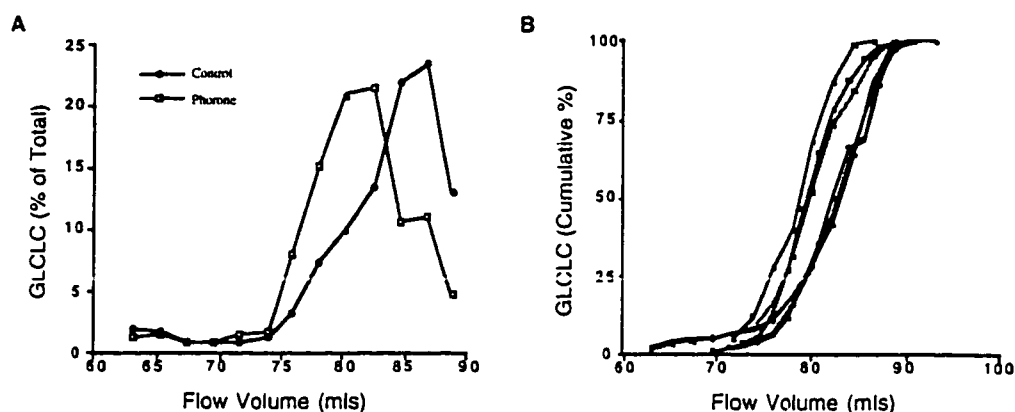 A
GLCLC (% of Total)
25
20
15
10
5
0
60
65
70
75
80
85
90
Flow Volume (mls)
Control
Phorone
B
GLCLC (Cumulative %)
100
75
50
25
0
60
70
80
90
100
Flow Volume (mls)